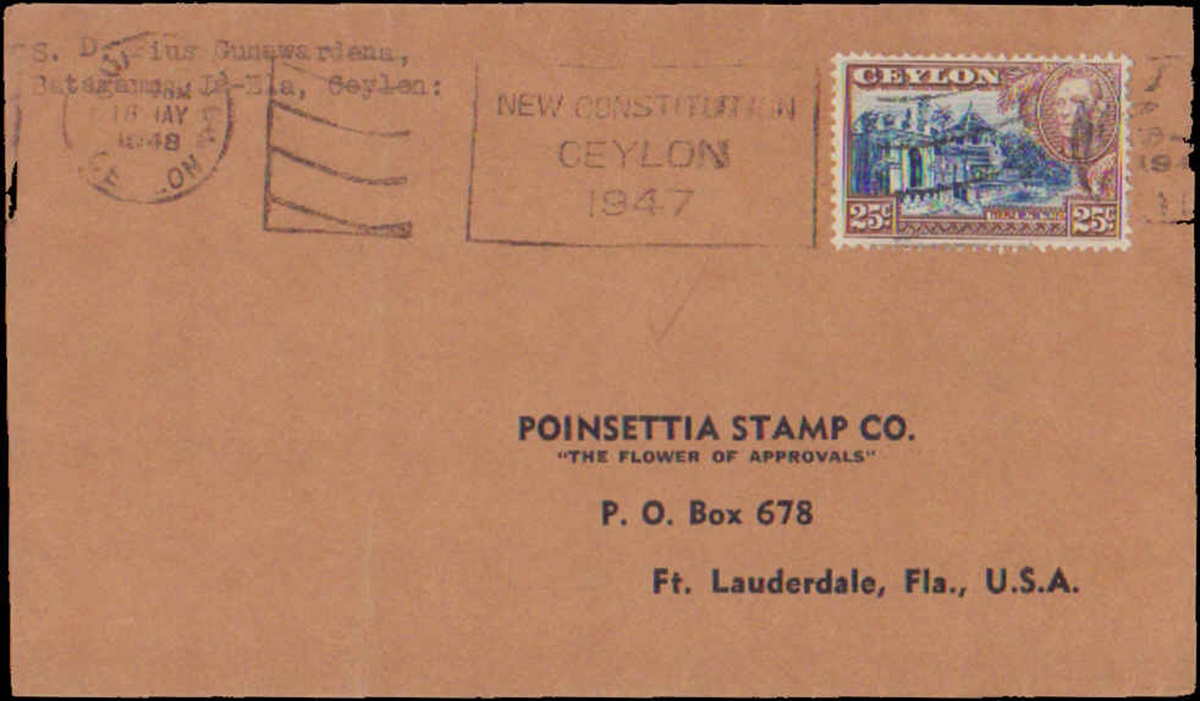 S. Gunawardena,
Ja-Ela, Ceylon:
MAY
1948
NEW CONSTITUTION
CEYLON
1947
CEYLON
25c 25c
POINSETTIA STAMP CO.
"THE FLOWER OF APPROVALS"
P. O. Box 678
Ft. Lauderdale, Fla., U.S.A.